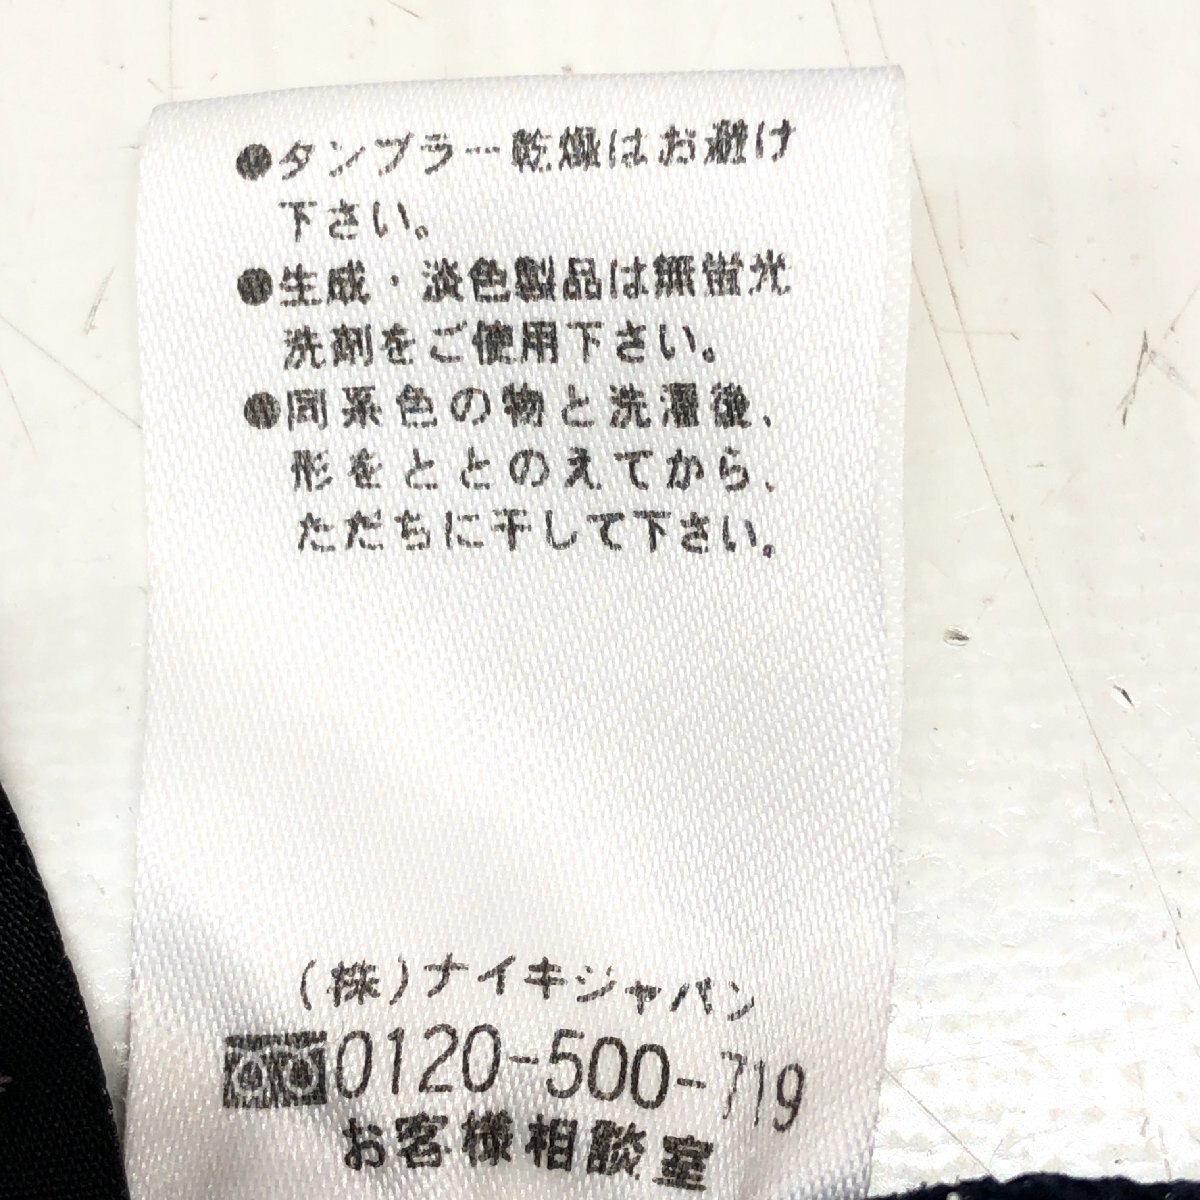 ●タンブラー乾燥はお避け
下さい。
●生成・淡色製品は無蛍光
洗剤をご使用下さい。
●同系色の物と洗濯後、
形をととのえてから、
ただちに干して下さい。
(株)ナイキジャパン
0120-500-719
お客様相談室